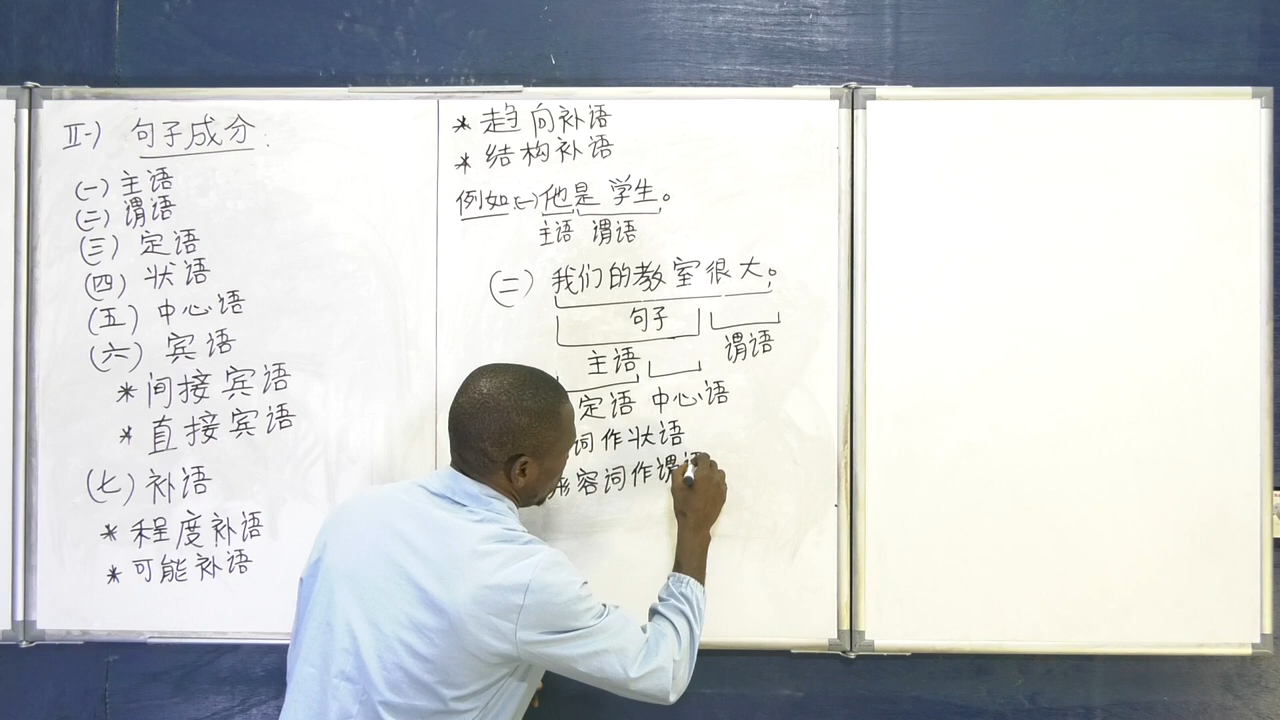 II-) 句子成分:
(一) 主语
(二) 谓语
(三) 定语
(四) 状语
(五) 中心语
(六) 宾语
* 间接宾语
* 直接宾语
(七) 补语
* 程度补语
* 可能补语
* 趋向补语
* 结构补语
例如:(一)他是学生。
主语 谓语
(二) 我们的教室很大。
句子
主语 谓语
定语 中心语
词作状语
形容词作谓语